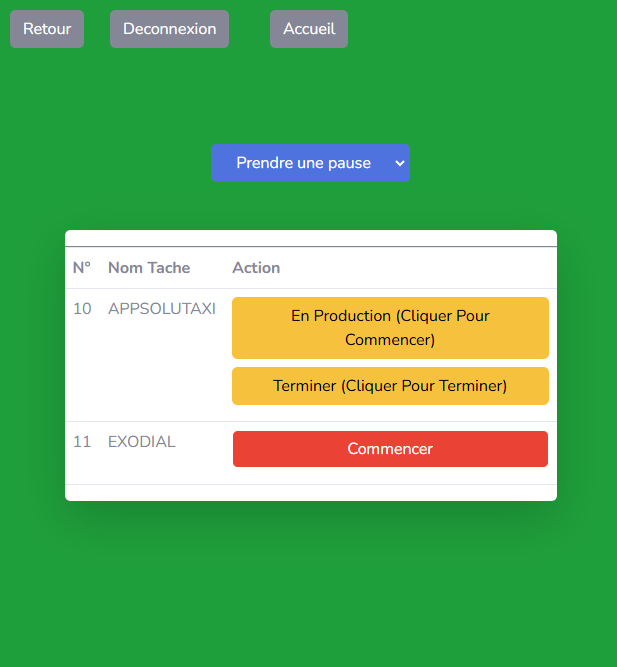 Retour Deconnexion Accueil
Prendre une pause
N° Nom Tache Action
10 APPSOLUTAXI En Production (Cliquer Pour
Commencer)
Terminer (Cliquer Pour Terminer)
11 EXODIAL Commencer